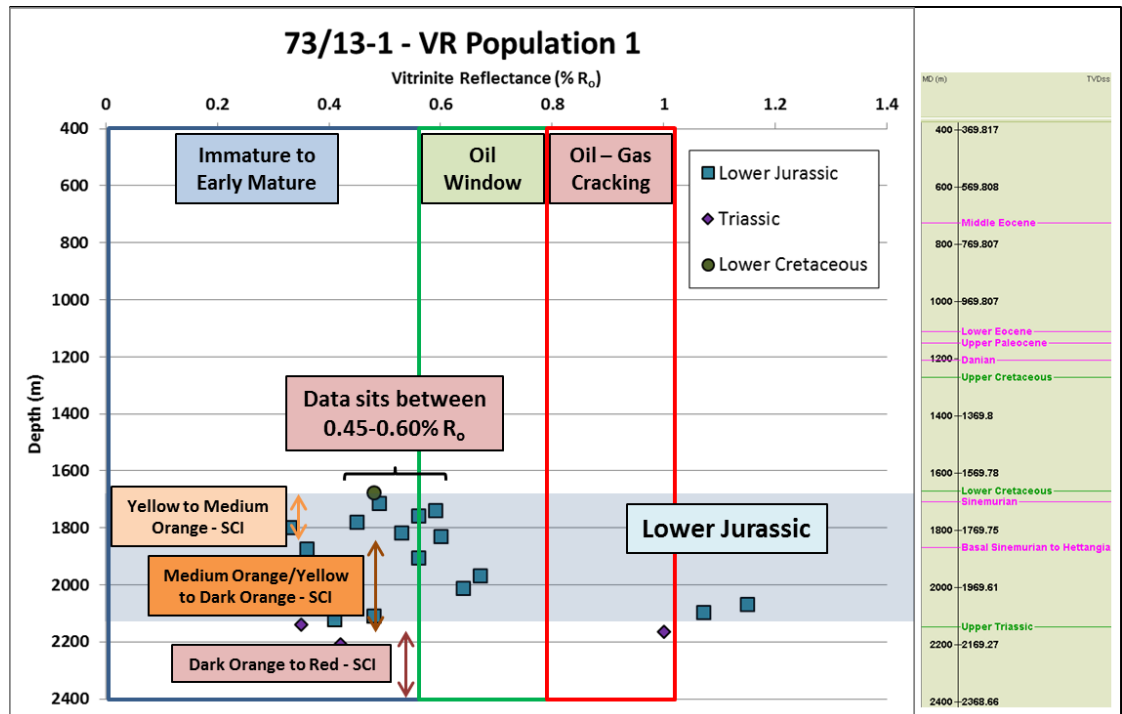 73/13-1 - VR Population 1
Vitrinite Reflectance (% Ro)
0 0.2 0.4 0.6 0.8 1 1.2 1.4
Depth (m)
400
600
800
1000
1200
1400
1600
1800
2000
2200
2400
Immature to
Early Mature
Oil
Window
Oil – Gas
Cracking
Lower Jurassic
Triassic
Lower Cretaceous
Data sits between
0.45-0.60% Ro
Yellow to Medium
Orange - SCI
Lower Jurassic
Medium Orange/Yellow
to Dark Orange - SCI
Dark Orange to Red - SCI
MD (m) TVDss
400 369.817
600 569.808
Middle Eocene
800 769.807
1000 969.807
Lower Eocene
Upper Paleocene
1200
Danian
Upper Cretaceous
1400 1369.8
1600 1569.78
Lower Cretaceous
Sinemurian
1800 1769.75
Basal Sinemurian to Hettangia
2000 1969.61
Upper Triassic
2200 2169.27
2400 2368.66